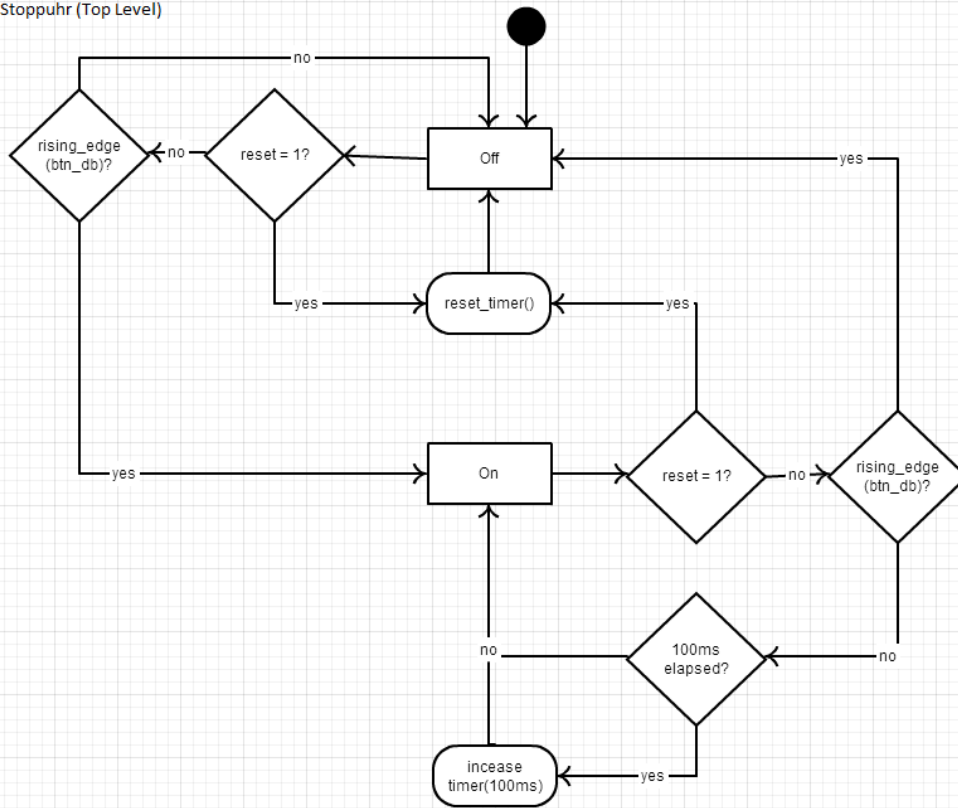 Stoppuhr (Top Level)
no
rising_edge
(btn_db)?
no
reset = 1?
Off
yes
yes
reset_timer()
yes
yes
On
reset = 1?
no
rising_edge
(btn_db)?
no
100ms
elapsed?
no
incease
timer(100ms)
yes